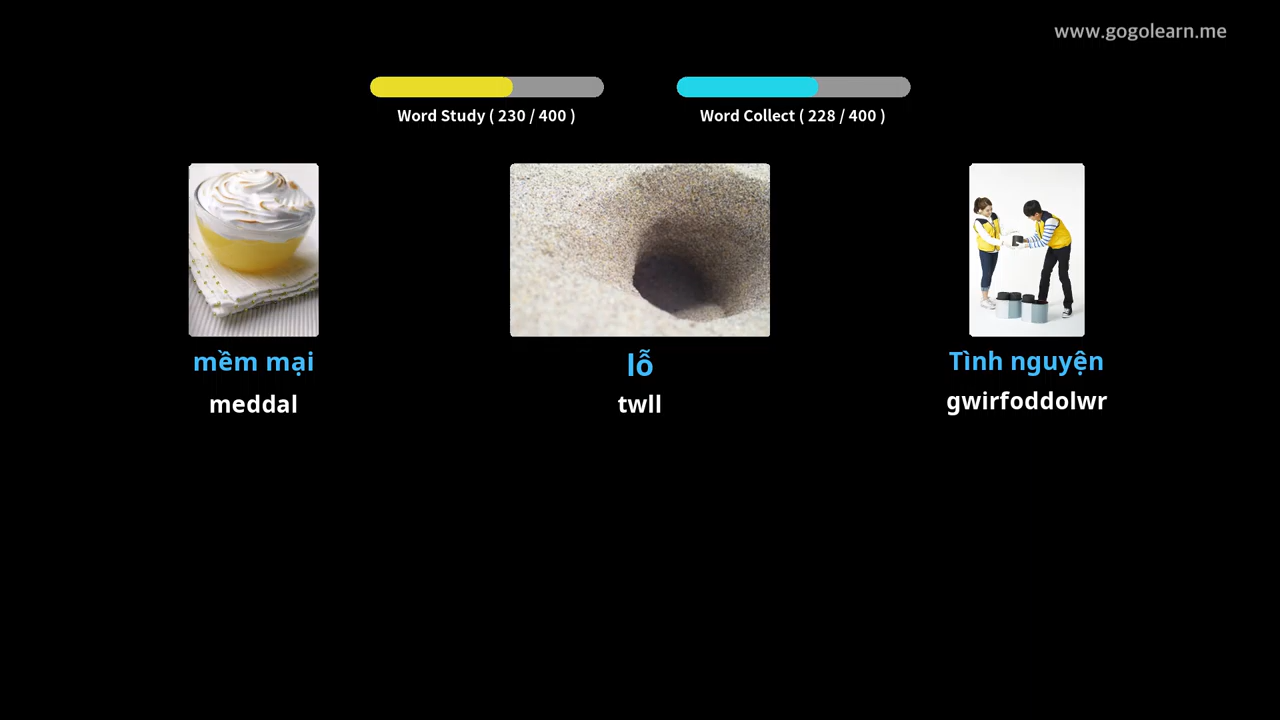 www.gogolearn.me
Word Study ( 230 / 400 )
Word Collect ( 228 / 400 )
mềm mại
meddal
lỗ
twll
Tình nguyện
gwirfoddolwr